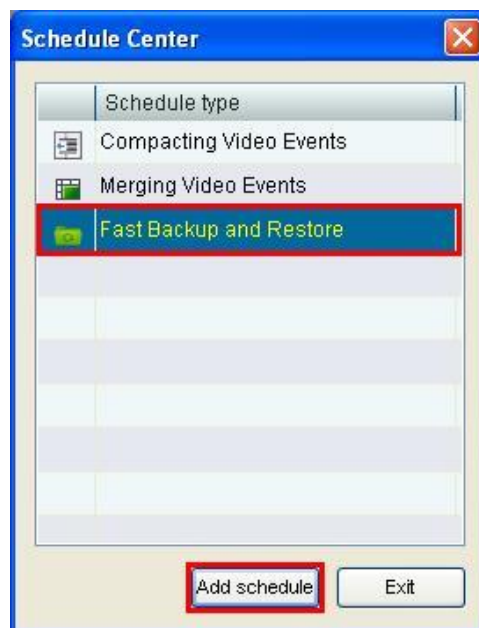 Schedule Center
Schedule type
Compacting Video Events
Merging Video Events
Fast Backup and Restore
Add schedule
Exit